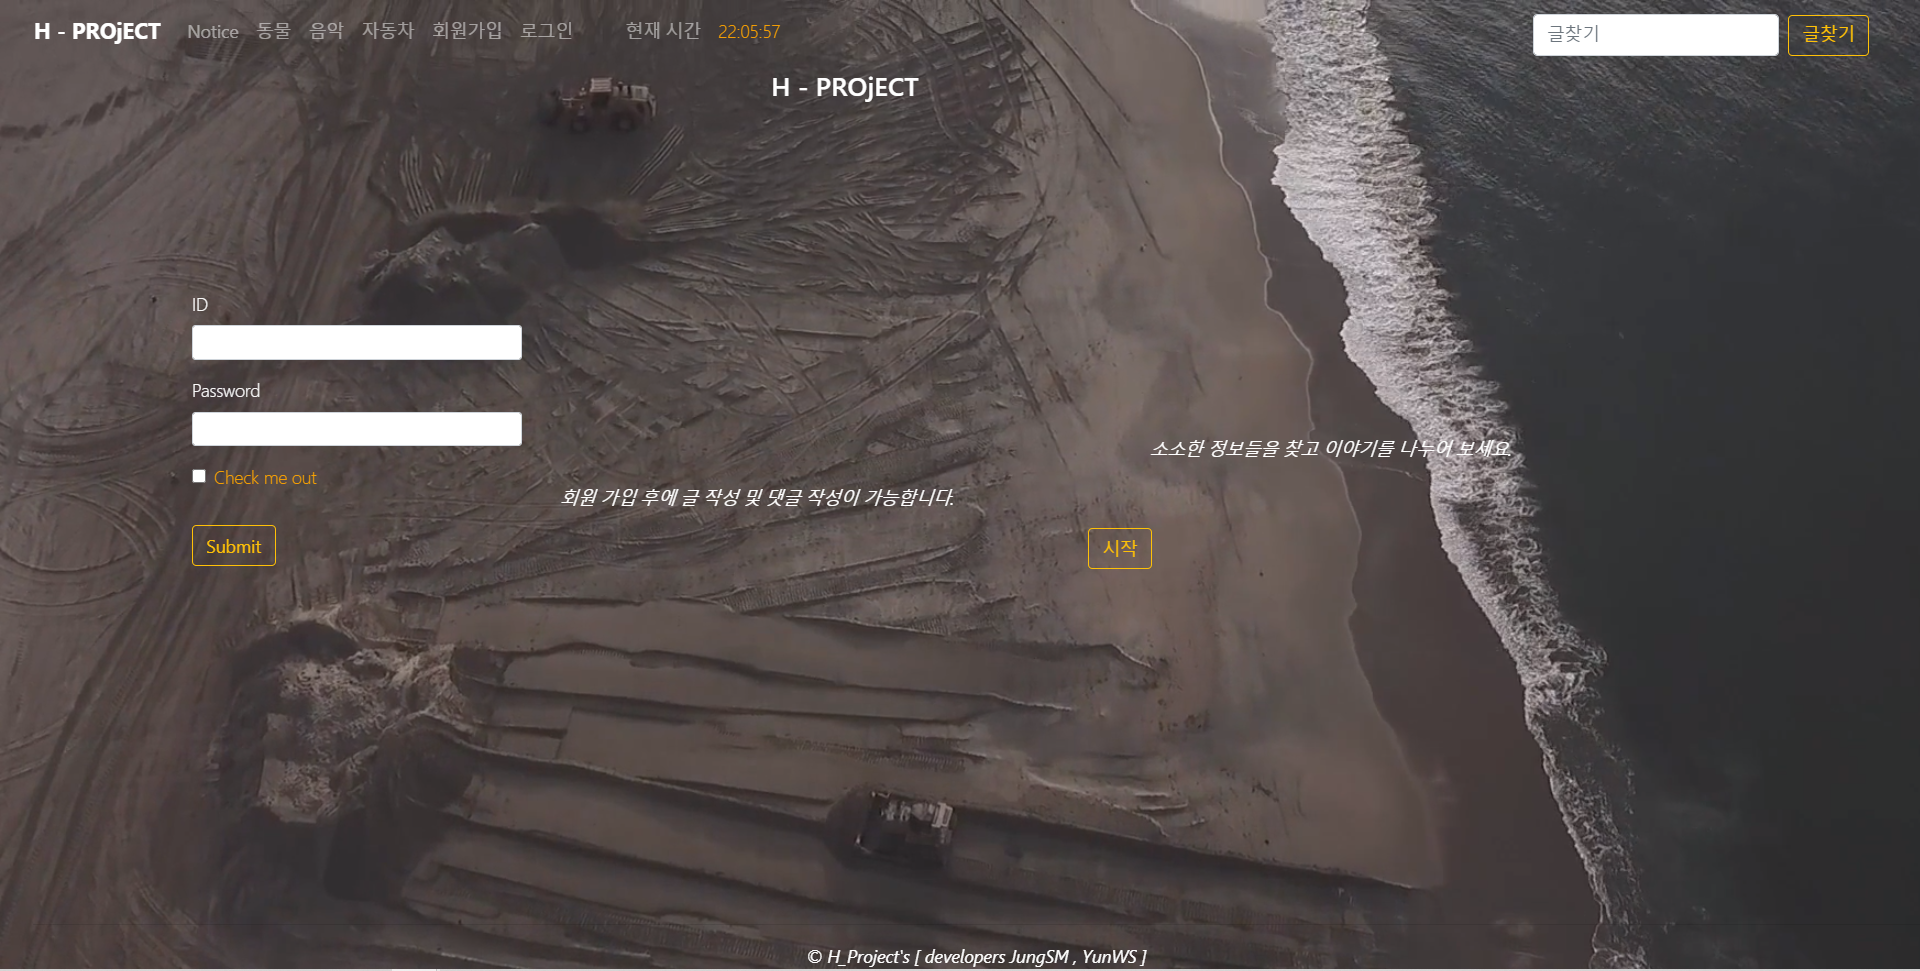 H - PROjECT Notice 동물 음악 자동차 회원가입 로그인 현재 시간 22:05:57 글찾기 글찾기
H - PROjECT
ID
Password
소소한 정보들을 찾고 이야기를 나누어 보세요.
Check me out
회원 가입 후에 글 작성 및 댓글 작성이 가능합니다.
Submit
시작
© H_Project's [ developers JungSM , YunWS ]